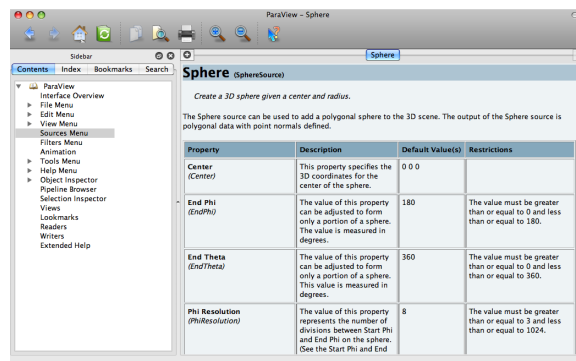 ParaView – Sphere
Sidebar
Sphere
Contents Index Bookmarks Search
ParaView
Interface Overview
File Menu
Edit Menu
View Menu
Sources Menu
Filters Menu
Animation
Tools Menu
Help Menu
Object Inspector
Pipeline Browser
Selection Inspector
Views
Lookmarks
Readers
Writers
Extended Help
Sphere (SphereSource)
Create a 3D sphere given a center and radius.
The Sphere source can be used to add a polygonal sphere to the 3D scene. The output of the Sphere source is
polygonal data with point normals defined.
Property Description Default Value(s) Restrictions
Center
(Center)
This property specifies the
3D coordinates for the
center of the sphere.
0 0 0
End Phi
(EndPhi)
The value of this property
can be adjusted to form
only a portion of a sphere.
The value is measured in
degrees.
180
The value must be greater
than or equal to 0 and less
than or equal to 180.
End Theta
(EndTheta)
The value of this property
can be adjusted to form
only a portion of a sphere.
This value is measured in
degrees.
360
The value must be greater
than or equal to 0 and less
than or equal to 360.
Phi Resolution
(PhiResolution)
The value of this property
represents the number of
divisions between Start Phi
and End Phi on the sphere.
(See the Start Phi and End
8
The value must be greater
than or equal to 3 and less
than or equal to 1024.